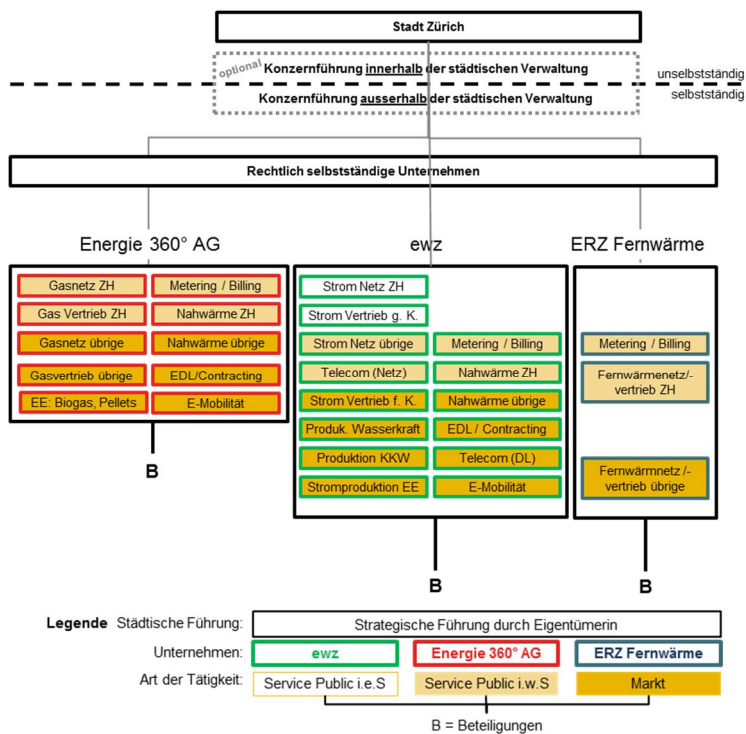 Stadt Zürich
optional
Konzernführung innerhalb der städtischen Verwaltung
unselbstständig
Konzernführung ausserhalb der städtischen Verwaltung
selbstständig
Rechtlich selbstständige Unternehmen
Energie 360° AG
Gasnetz ZH
Metering / Billing
Gas Vertrieb ZH
Nahwärme ZH
Gasnetz übrige
Nahwärme übrige
Gasvertrieb übrige
EDL/Contracting
EE: Biogas, Pellets
E-Mobilität
B
ewz
Strom Netz ZH
Strom Vertrieb g. K.
Strom Netz übrige
Metering / Billing
Telecom (Netz)
Nahwärme ZH
Strom Vertrieb f. K.
Nahwärme übrige
Produk. Wasserkraft
EDL / Contracting
Produktion KKW
Telecom (DL)
Stromproduktion EE
E-Mobilität
B
ERZ Fernwärme
Metering / Billing
Fernwärmenetz/-
vertrieb ZH
Fernwärmnetz /-
vertrieb übrige
B
Legende Städtische Führung:
Strategische Führung durch Eigentümerin
Unternehmen:
ewz
Energie 360° AG
ERZ Fernwärme
Art der Tätigkeit:
Service Public i.e.S
Service Public i.w.S
Markt
B = Beteiligungen